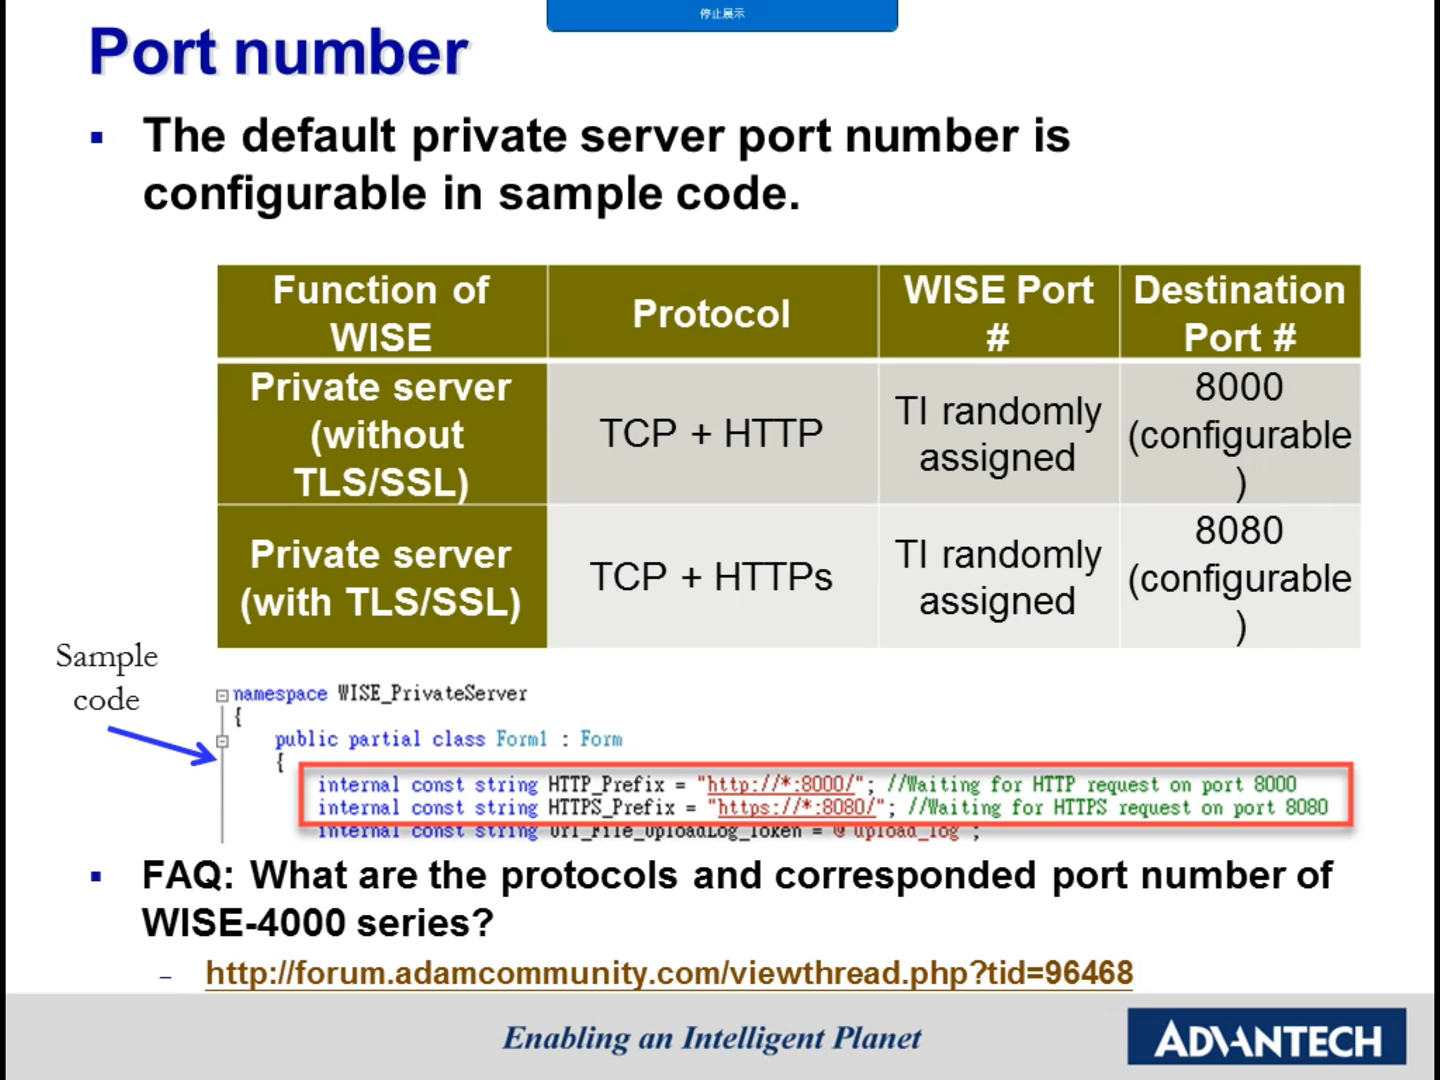 停止展示
Port number
The default private server port number is
configurable in sample code.
Function of
WISE
Protocol
WISE Port
#
Destination
Port #
Private server
(without
TLS/SSL)
TCP + HTTP
TI randomly
assigned
8000
(configurable
)
Private server
(with TLS/SSL)
TCP + HTTPs
TI randomly
assigned
8080
(configurable
)
Sample
code
namespace WISE_PrivateServer
{
public partial class Form1 : Form
{
internal const string HTTP_Prefix = "http://*:8000/"; //Waiting for HTTP request on port 8000
internal const string HTTPS_Prefix = "https://*:8080/"; //Waiting for HTTPS request on port 8080
internal const string Url_File_UploadLog_Token = @"upload_log";
FAQ: What are the protocols and corresponded port number of
WISE-4000 series?
– http://forum.adamcommunity.com/viewthread.php?tid=96468
Enabling an Intelligent Planet
ADVANTECH